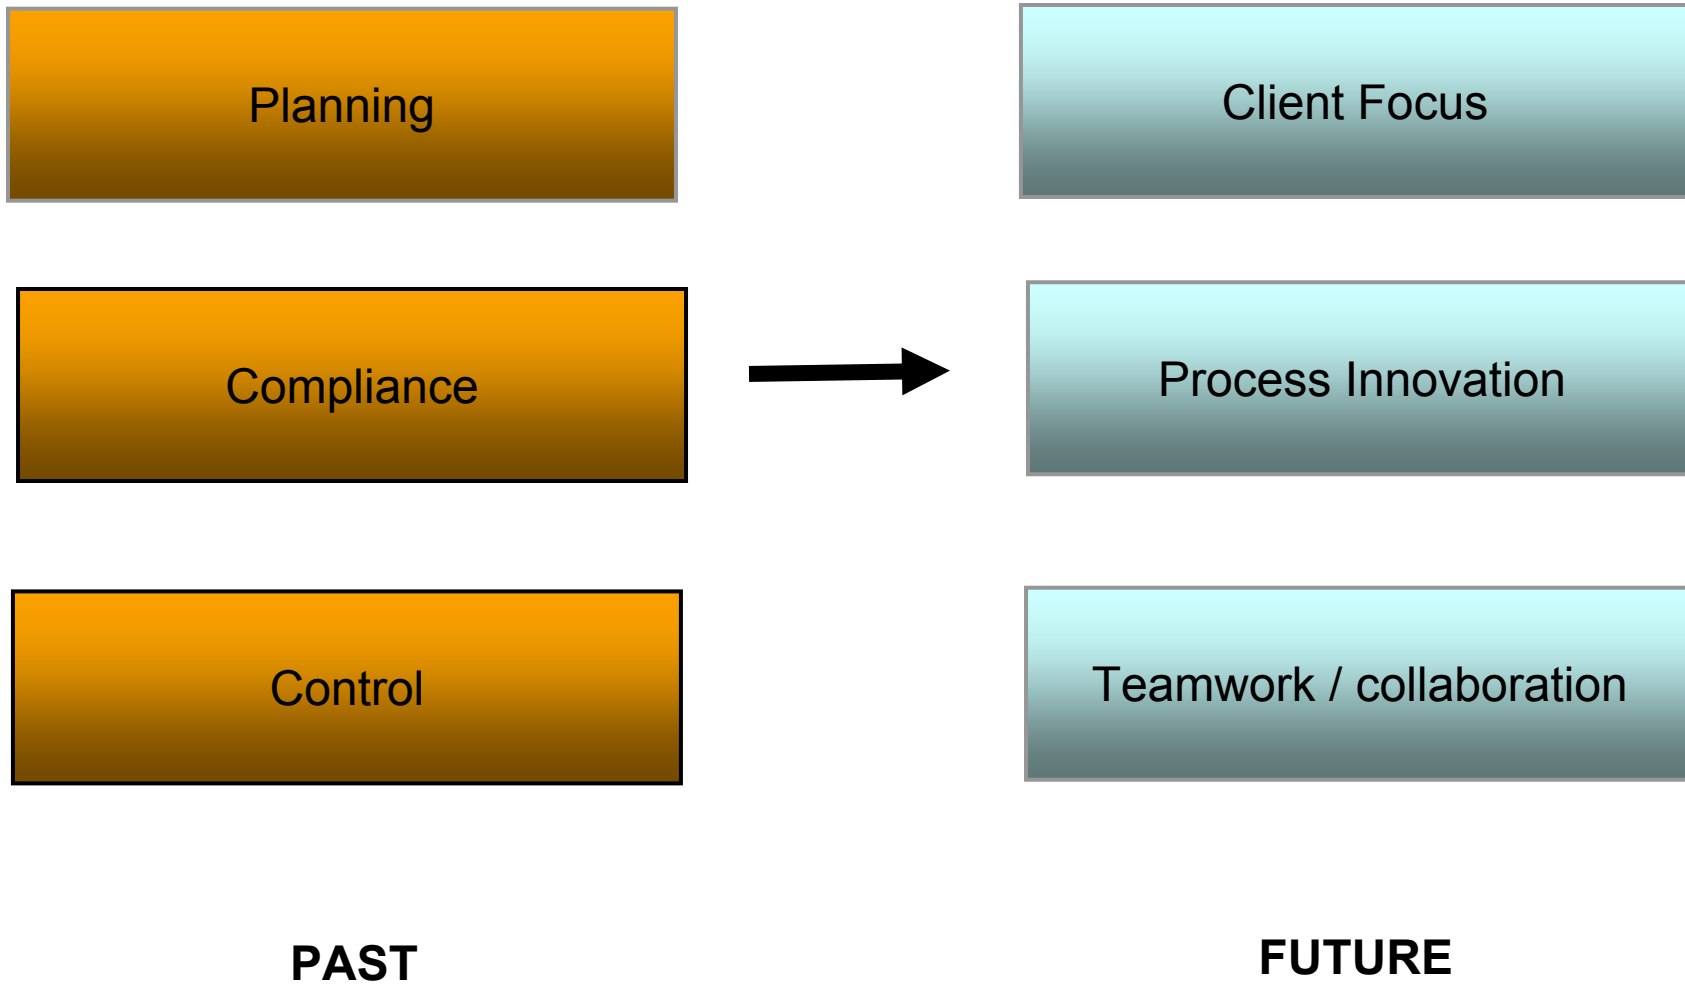 Planning
Client Focus
Compliance
Process Innovation
Control
Teamwork / collaboration
PAST
FUTURE